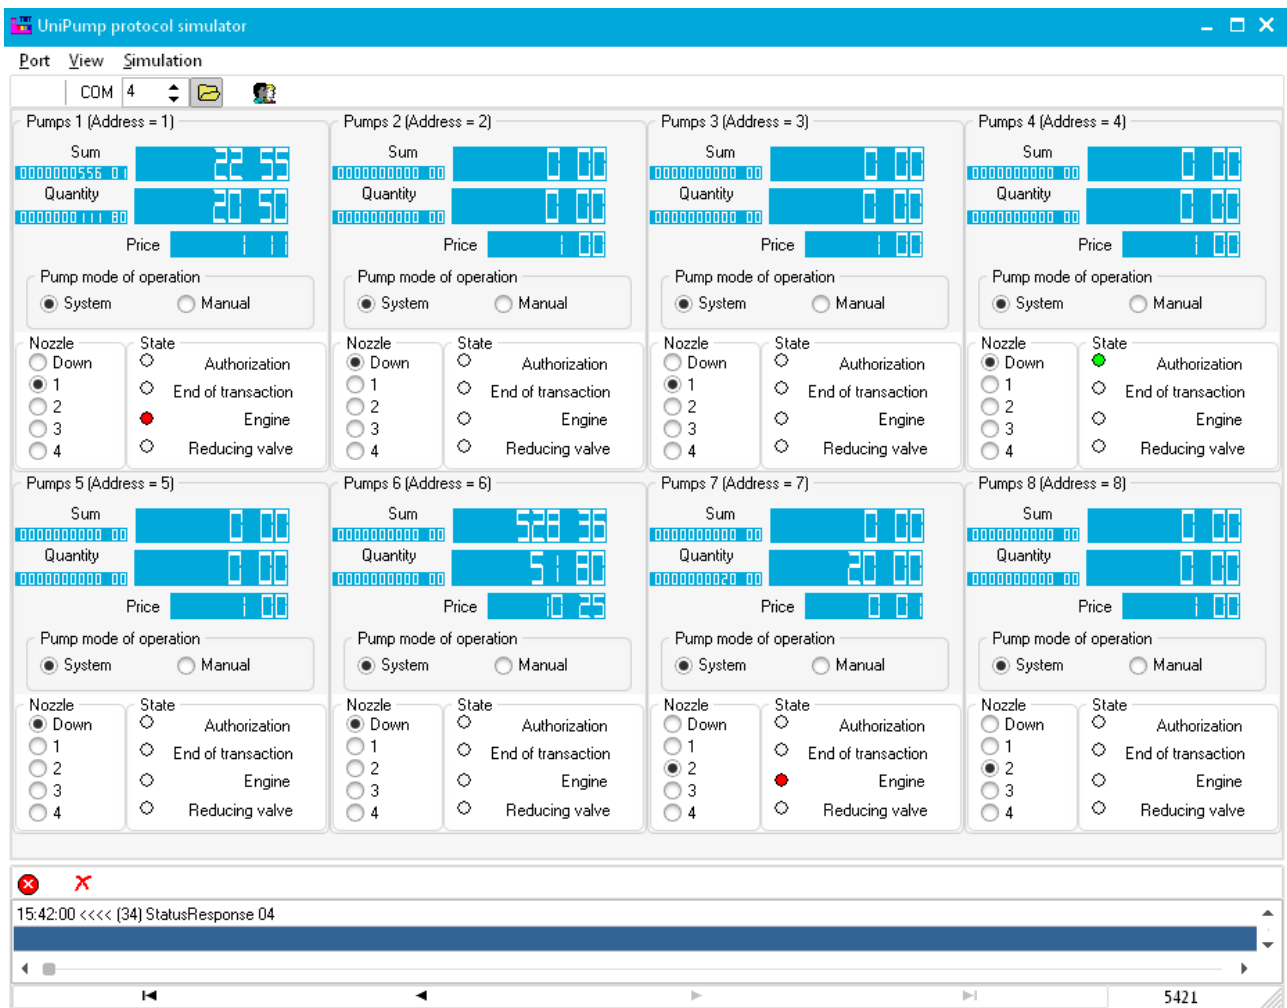 UniPump protocol simulator
Port View Simulation
COM 4
Pumps 1 (Address = 1)
Sum
0000000556 01
22 55
Quantity
0000000111 80
20 50
Price 1 11
Pump mode of operation
System Manual
Nozzle
Down
1
2
3
4
State
Authorization
End of transaction
Engine
Reducing valve
Pumps 2 (Address = 2)
Sum
0000000000 00
0 00
Quantity
0000000000 00
0 00
Price 1 00
Pump mode of operation
System Manual
Nozzle
Down
1
2
3
4
State
Authorization
End of transaction
Engine
Reducing valve
Pumps 3 (Address = 3)
Sum
0000000000 00
0 00
Quantity
0000000000 00
0 00
Price 1 00
Pump mode of operation
System Manual
Nozzle
Down
1
2
3
4
State
Authorization
End of transaction
Engine
Reducing valve
Pumps 4 (Address = 4)
Sum
0000000000 00
0 00
Quantity
0000000000 00
0 00
Price 1 00
Pump mode of operation
System Manual
Nozzle
Down
1
2
3
4
State
Authorization
End of transaction
Engine
Reducing valve
Pumps 5 (Address = 5)
Sum
0000000000 00
0 00
Quantity
0000000000 00
0 00
Price 1 00
Pump mode of operation
System Manual
Nozzle
Down
1
2
3
4
State
Authorization
End of transaction
Engine
Reducing valve
Pumps 6 (Address = 6)
Sum
0000000000 00
528 36
Quantity
0000000000 00
51 80
Price 10 25
Pump mode of operation
System Manual
Nozzle
Down
1
2
3
4
State
Authorization
End of transaction
Engine
Reducing valve
Pumps 7 (Address = 7)
Sum
0000000000 00
0 00
Quantity
0000000020 00
20 00
Price 0 01
Pump mode of operation
System Manual
Nozzle
Down
1
2
3
4
State
Authorization
End of transaction
Engine
Reducing valve
Pumps 8 (Address = 8)
Sum
0000000000 00
0 00
Quantity
0000000000 00
0 00
Price 1 00
Pump mode of operation
System Manual
Nozzle
Down
1
2
3
4
State
Authorization
End of transaction
Engine
Reducing valve
15:42:00 <<<< (34) StatusResponse 04
5421